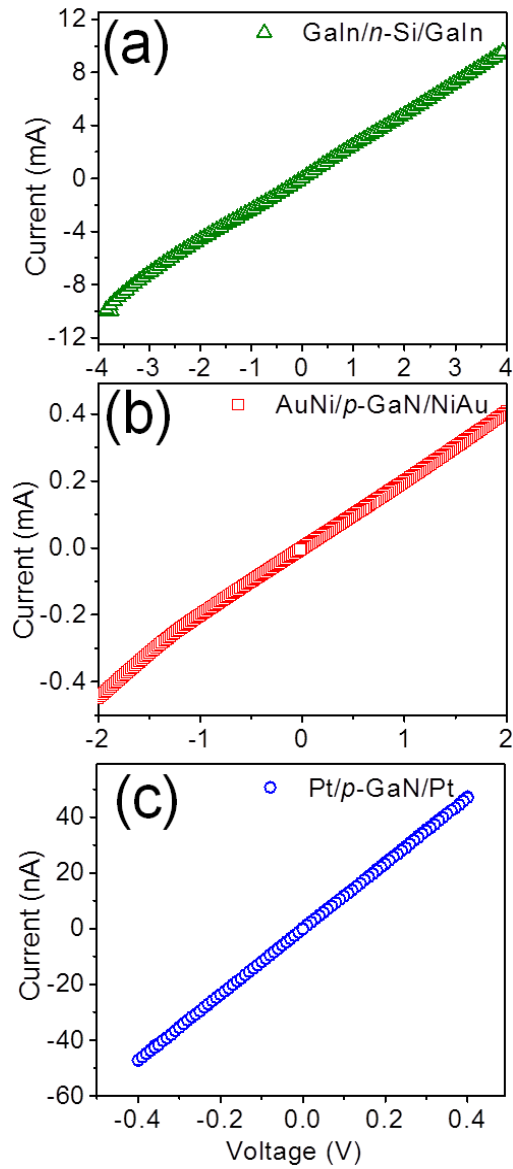 (a)
GaIn/n-Si/GaIn
Current (mA)
12
8
4
0
-4
-8
-12
-4 -3 -2 -1 0 1 2 3 4
(b)
AuNi/p-GaN/NiAu
Current (mA)
0.4
0.2
0.0
-0.2
-0.4
-2 -1 0 1 2
(c)
Pt/p-GaN/Pt
Current (nA)
40
20
0
-20
-40
-60
-0.4 -0.2 0.0 0.2 0.4
Voltage (V)